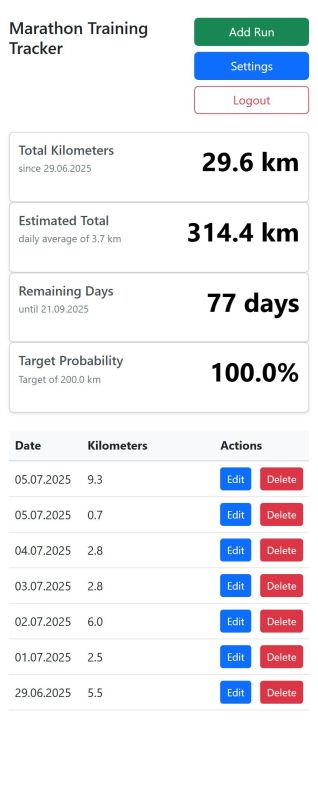 Marathon Training
Tracker
Add Run
Settings
Logout
Total Kilometers
since 29.06.2025
29.6 km
Estimated Total
daily average of 3.7 km
314.4 km
Remaining Days
until 21.09.2025
77 days
Target Probability
Target of 200.0 km
100.0%
Date Kilometers Actions
05.07.2025 9.3 Edit Delete
05.07.2025 0.7 Edit Delete
04.07.2025 2.8 Edit Delete
03.07.2025 2.8 Edit Delete
02.07.2025 6.0 Edit Delete
01.07.2025 2.5 Edit Delete
29.06.2025 5.5 Edit Delete